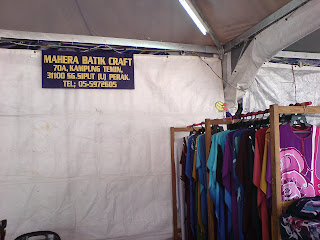 MAHERA BATIK CRAFT
70A, KAMPUNG TEMIN,
31100 SG.SIPUT (U) PERAK.
TEL; 05-5972605